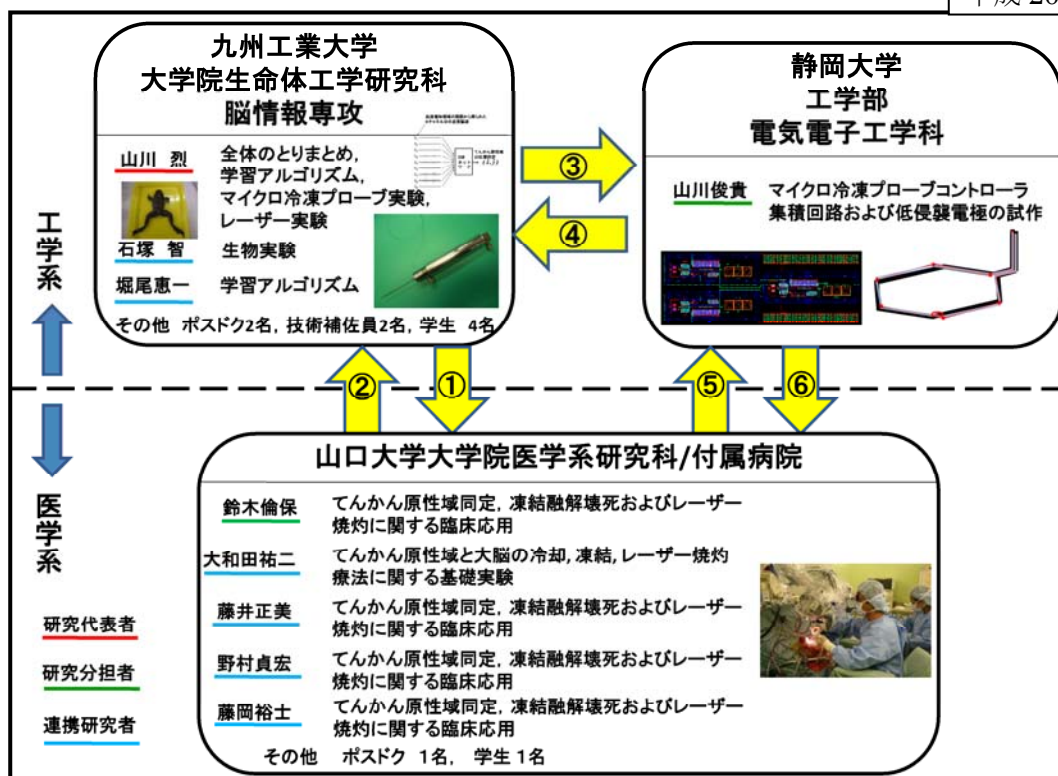 平成 26
九州工業大学
大学院生命体工学研究科
脳情報専攻
山川 烈
全体のとりまとめ,
学習アルゴリズム,
マイクロ冷凍プローブ実験,
レーザー実験
石塚 智
生物実験
堀尾恵一
学習アルゴリズム
その他 ポスドク2名, 技術補佐員2名, 学生 4名
③
④
静岡大学
工学部
電気電子工学科
山川俊貴
マイクロ冷凍プローブコントローラ
集積回路および低侵襲電極の試作
工学系
②
①
⑤
⑥
医学系
山口大学大学院医学系研究科/付属病院
鈴木倫保
てんかん原性域同定, 凍結融解壊死およびレーザー
焼灼に関する臨床応用
大和田祐二
てんかん原性域と大脳の冷却, 凍結, レーザー焼灼
療法に関する基礎実験
藤井正美
てんかん原性域同定, 凍結融解壊死およびレーザー
焼灼に関する臨床応用
野村貞宏
てんかん原性域同定, 凍結融解壊死およびレーザー
焼灼に関する臨床応用
藤岡裕士
てんかん原性域同定, 凍結融解壊死およびレーザー
焼灼に関する臨床応用
その他 ポスドク 1名, 学生 1名
研究代表者
研究分担者
連携研究者